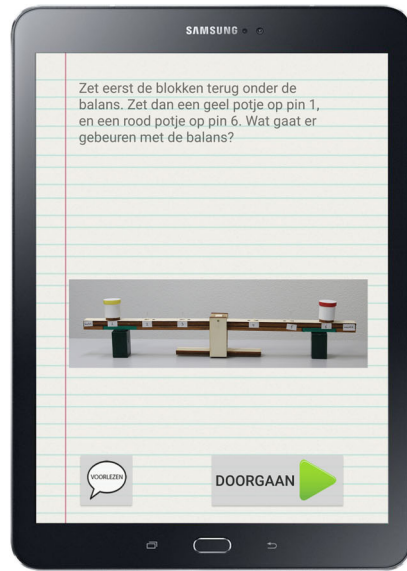 SAMSUNG
Zet eerst de blokken terug onder de
balans. Zet dan een geel potje op pin 1,
en een rood potje op pin 6. Wat gaat er
gebeuren met de balans?
VOORLEZEN
DOORGAAN